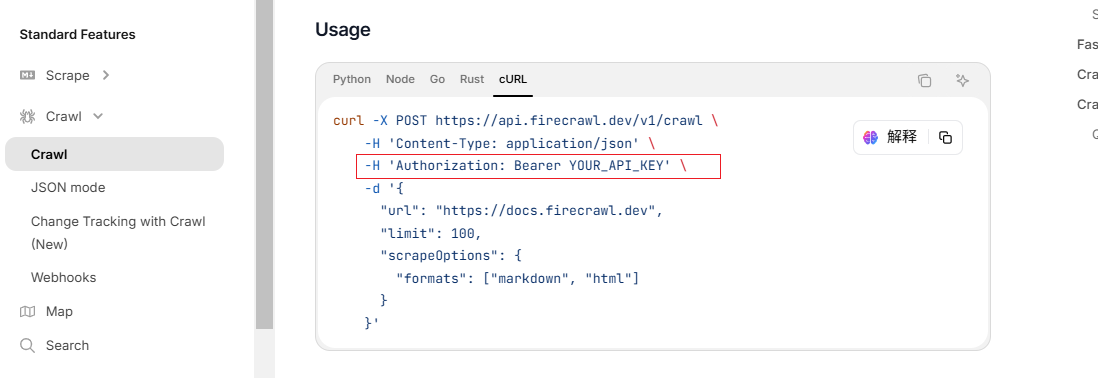 Standard Features
Scrape
Crawl
Crawl
JSON mode
Change Tracking with Crawl
(New)
Webhooks
Map
Search
Usage
Python Node Go Rust cURL
curl -X POST https://api.firecrawl.dev/v1/crawl \
-H 'Content-Type: application/json' \
-H 'Authorization: Bearer YOUR_API_KEY' \
-d '{
"url": "https://docs.firecrawl.dev",
"limit": 100,
"scrapeOptions": {
"formats": ["markdown", "html"]
}
}'
解释
Fas
Cra
Cra